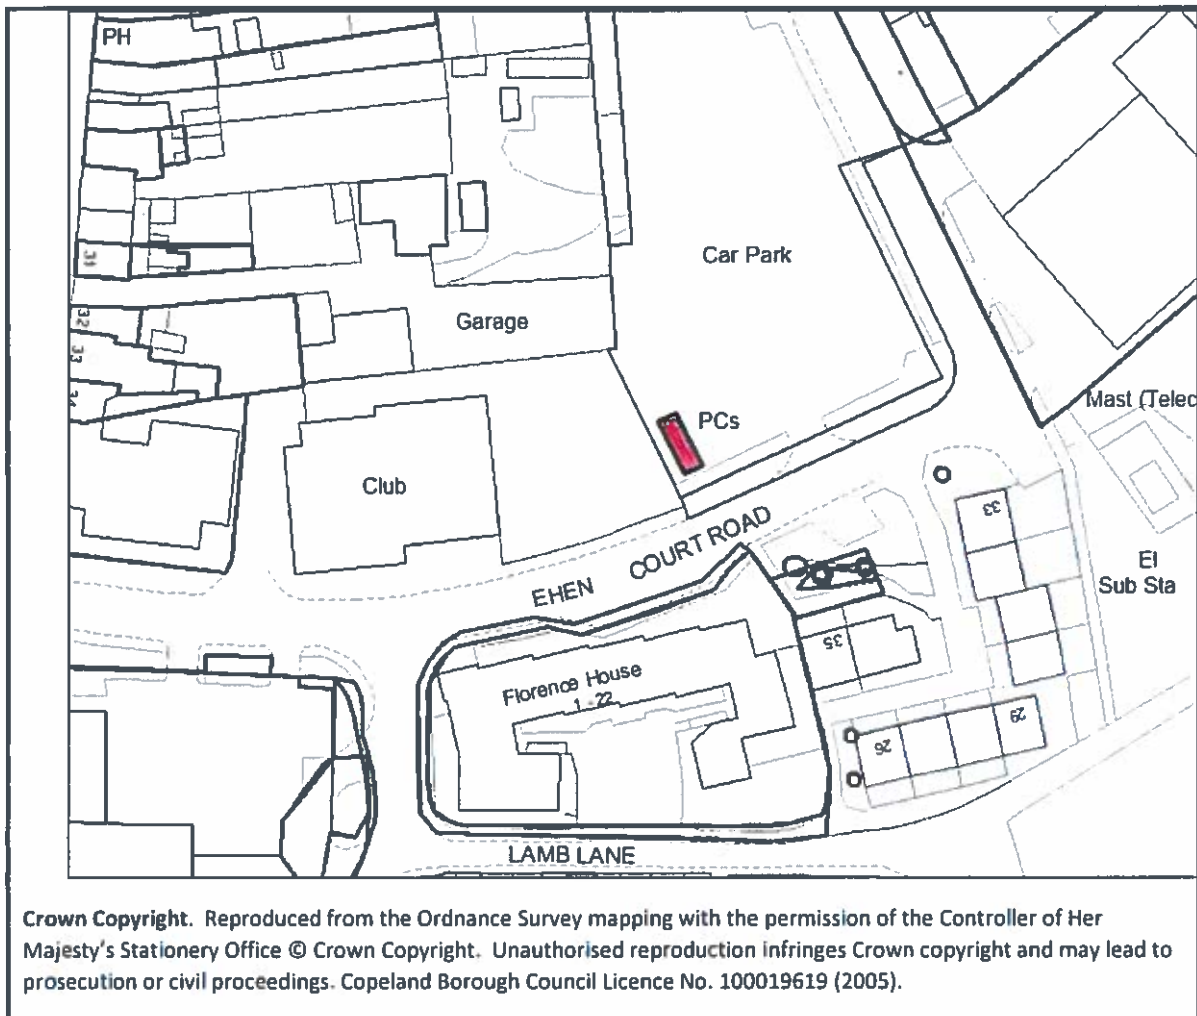 PH
Car Park
31
32
Garage
33
34
Mast (Telec
PCs
Club
33
EHEN COURT ROAD
El
Sub Sta
35
Florence House
1 - 22
29
26
LAMB LANE
Crown Copyright. Reproduced from the Ordnance Survey mapping with the permission of the Controller of Her
Majesty's Stationery Office © Crown Copyright. Unauthorised reproduction infringes Crown copyright and may lead to
prosecution or civil proceedings. Copeland Borough Council Licence No. 100019619 (2005).